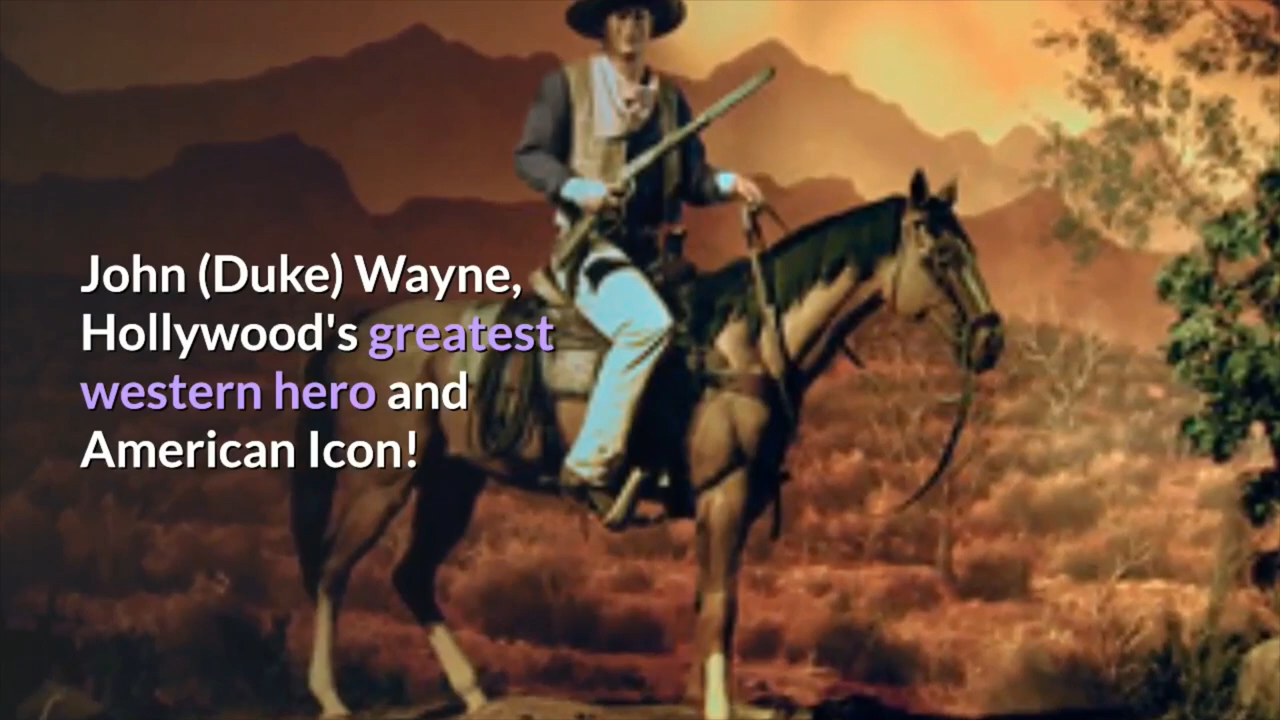 John (Duke) Wayne,
Hollywood's greatest
western hero and
American Icon!